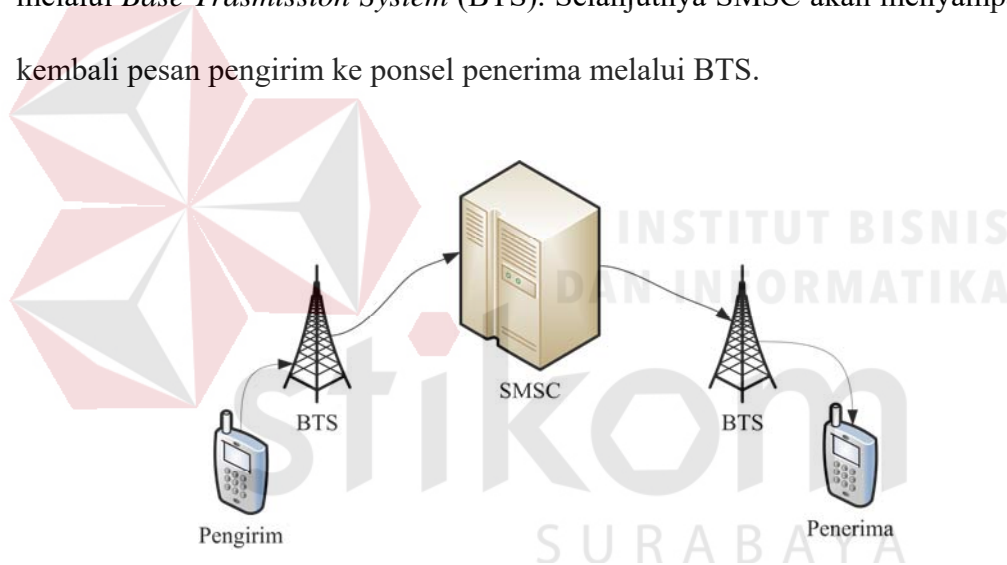 melalui Base Trasmission System (BTS). Selanjutnya SMSC akan menyamp
kembali pesan pengirim ke ponsel penerima melalui BTS.
INSTITUT BISNIS
DAN INFORMATIKA
SMSC
BTS
BTS
stikom
Pengirim
Penerima
SURABAYA